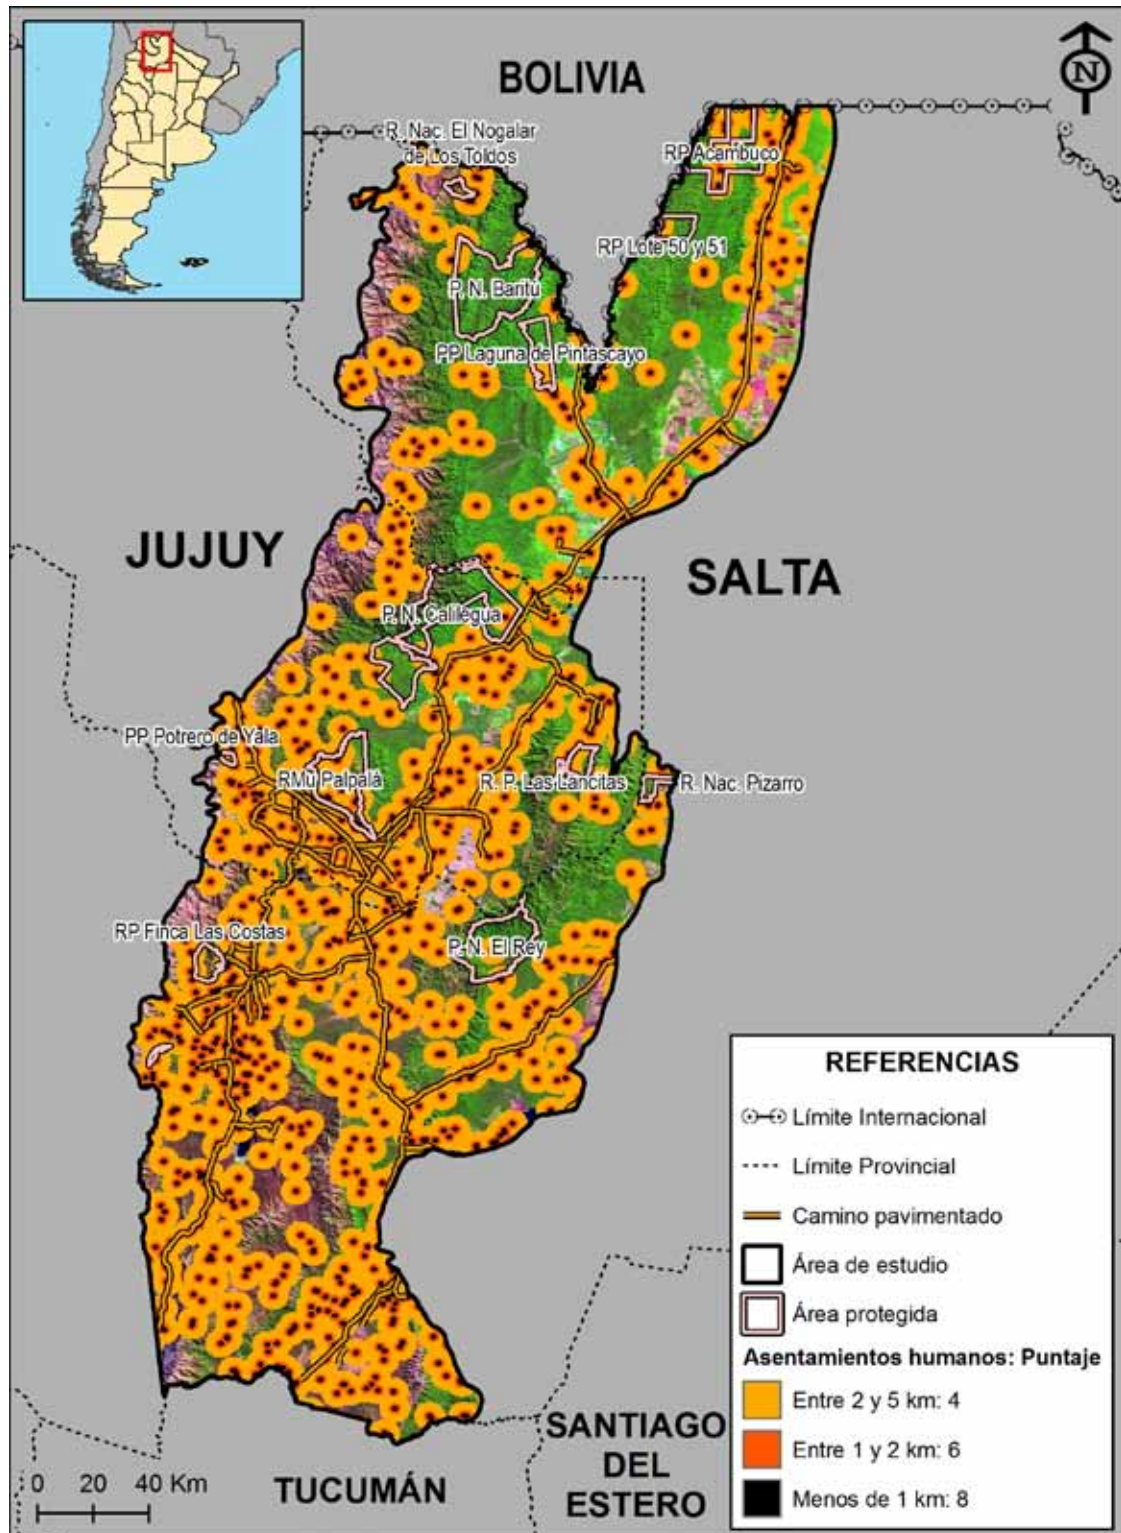 BOLIVIA
N
R. Nac. El Nogalar
de Los Toldos
RP Acambuco
RP Lote 50 y 51
P. N. Baritú
PP Laguna de Pintascayo
JUJUY
SALTA
P. N. Calilegua
PP Potrero de Yala
RMu Palpalá
R. P. Las Lancitas
R. Nac. Pizarro
RP Finca Las Costas
P. N. El Rey
REFERENCIAS
Límite Internacional
Límite Provincial
Camino pavimentado
Área de estudio
Área protegida
Asentamientos humanos: Puntaje
Entre 2 y 5 km: 4
Entre 1 y 2 km: 6
Menos de 1 km: 8
SANTIAGO
DEL
ESTERO
TUCUMÁN
0 20 40 Km